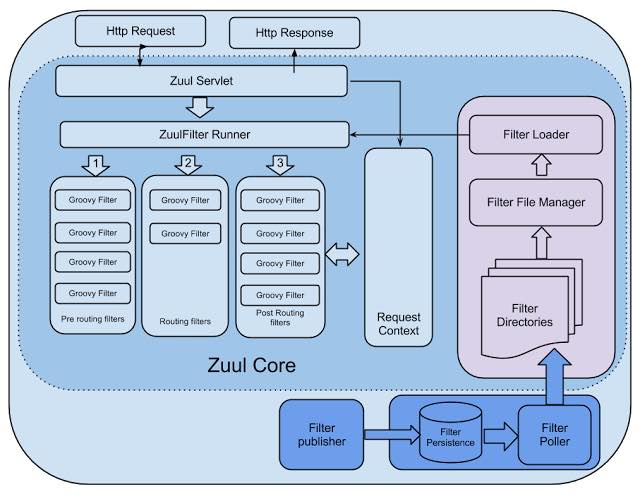 Http Request
Http Response
Zuul Servlet
ZuulFilter Runner
Filter Loader
1
2
3
Groovy Filter
Groovy Filter
Groovy Filter
Groovy Filter
Pre routing filters
Groovy Filter
Groovy Filter
Routing filters
Groovy Filter
Groovy Filter
Groovy Filter
Groovy Filter
Post Routing
filters
Request
Context
Filter File Manager
Filter
Directories
Zuul Core
Filter
publisher
Filter
Persistence
Filter
Poller